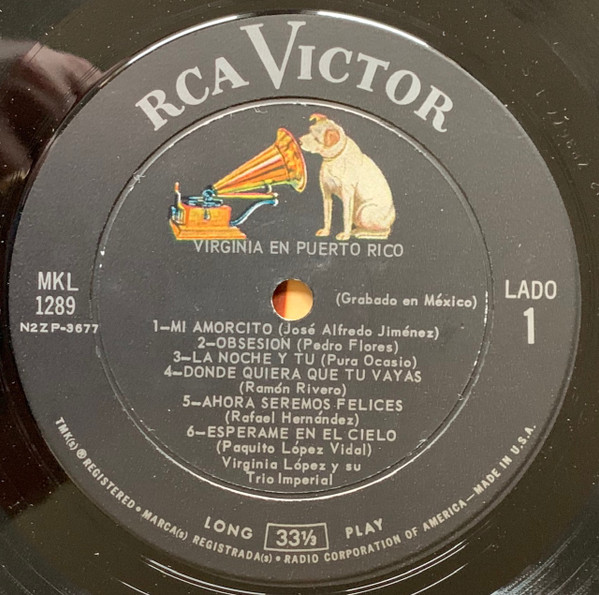 RCA VICTOR
VIRGINIA EN PUERTO RICO
MKL
1289
N2ZP-3677
(Grabado en México)
LADO
1
1—MI AMORCITO (José Alfredo Jiménez)
2—OBSESION (Pedro Flores)
3—LA NOCHE Y TU (Pura Ocasio)
4—DONDE QUIERA QUE TU VAYAS
(Ramón Rivero)
5—AHORA SEREMOS FELICES
(Rafael Hernández)
6—ESPERAME EN EL CIELO
(Paquito López Vidal)
Virginia López y su
Trio Imperial
LONG 33⅓ PLAY
TMK(s) ® REGISTERED • MARCA(s) REGISTRADA(s) • RADIO CORPORATION OF AMERICA—MADE IN U.S.A.